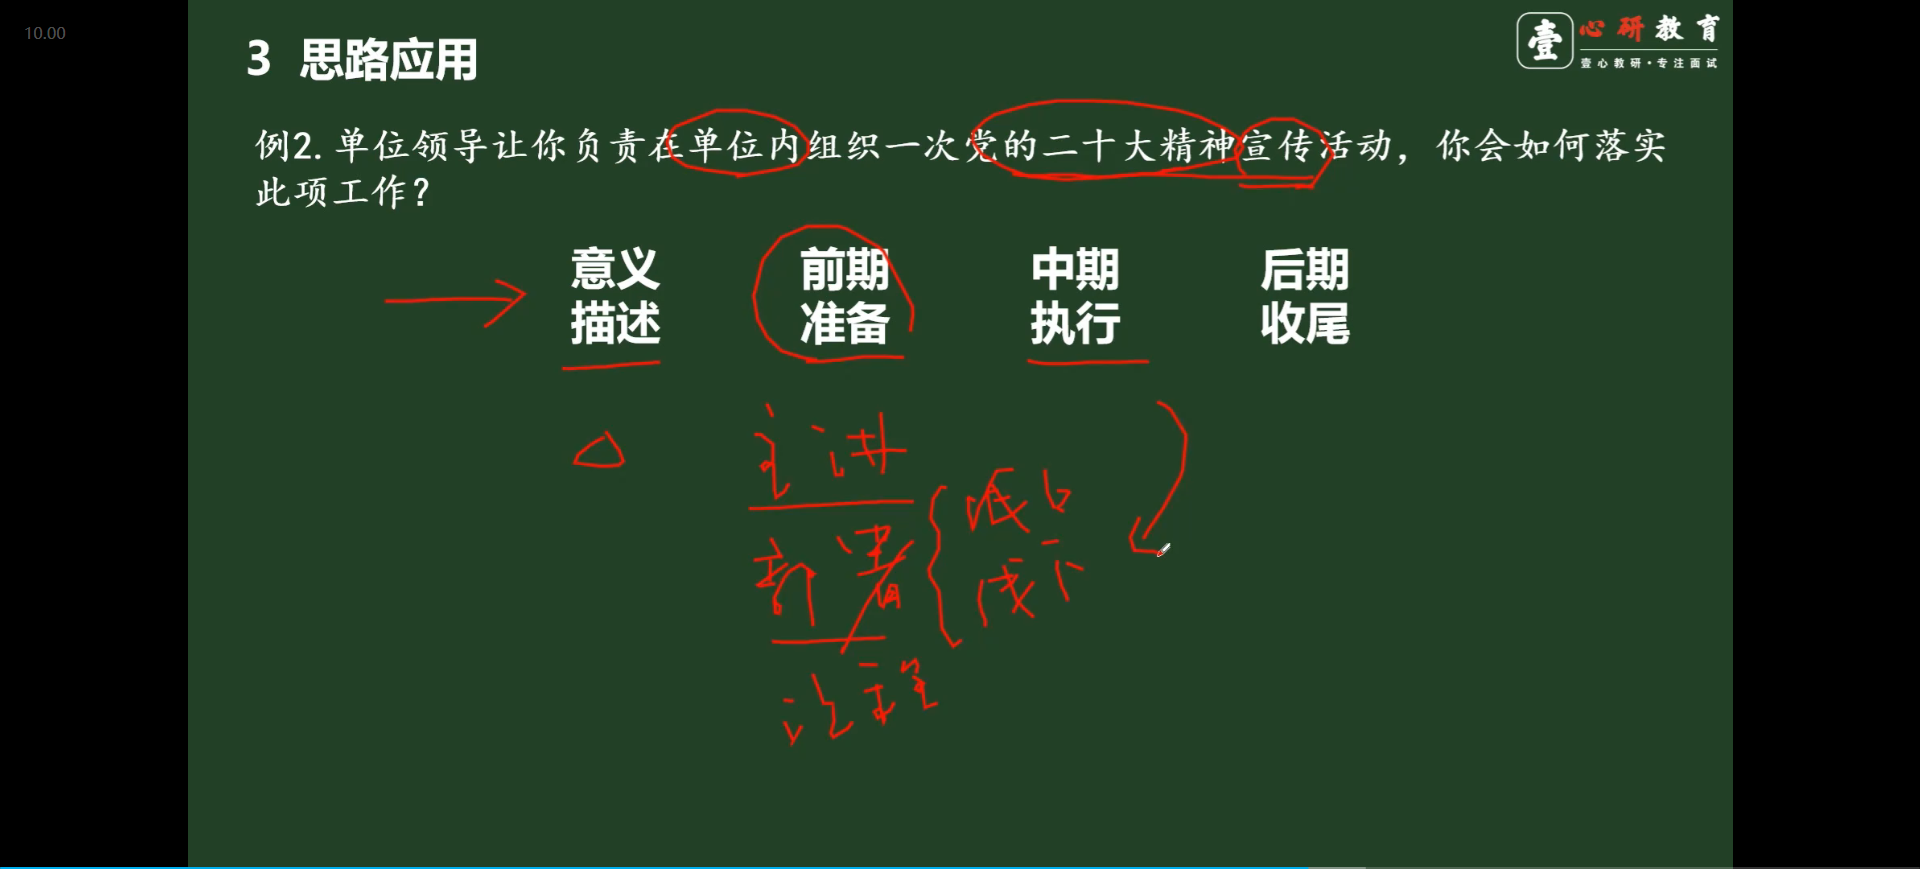 10.00
3 思路应用
壹 心研教育
壹心教研·专注面试
例2. 单位领导让你负责在单位内组织一次党的二十大精神宣传活动，你会如何落实
此项工作？
意义 前期 中期 后期
描述 准备 执行 收尾
主讲
线上
线下
流程